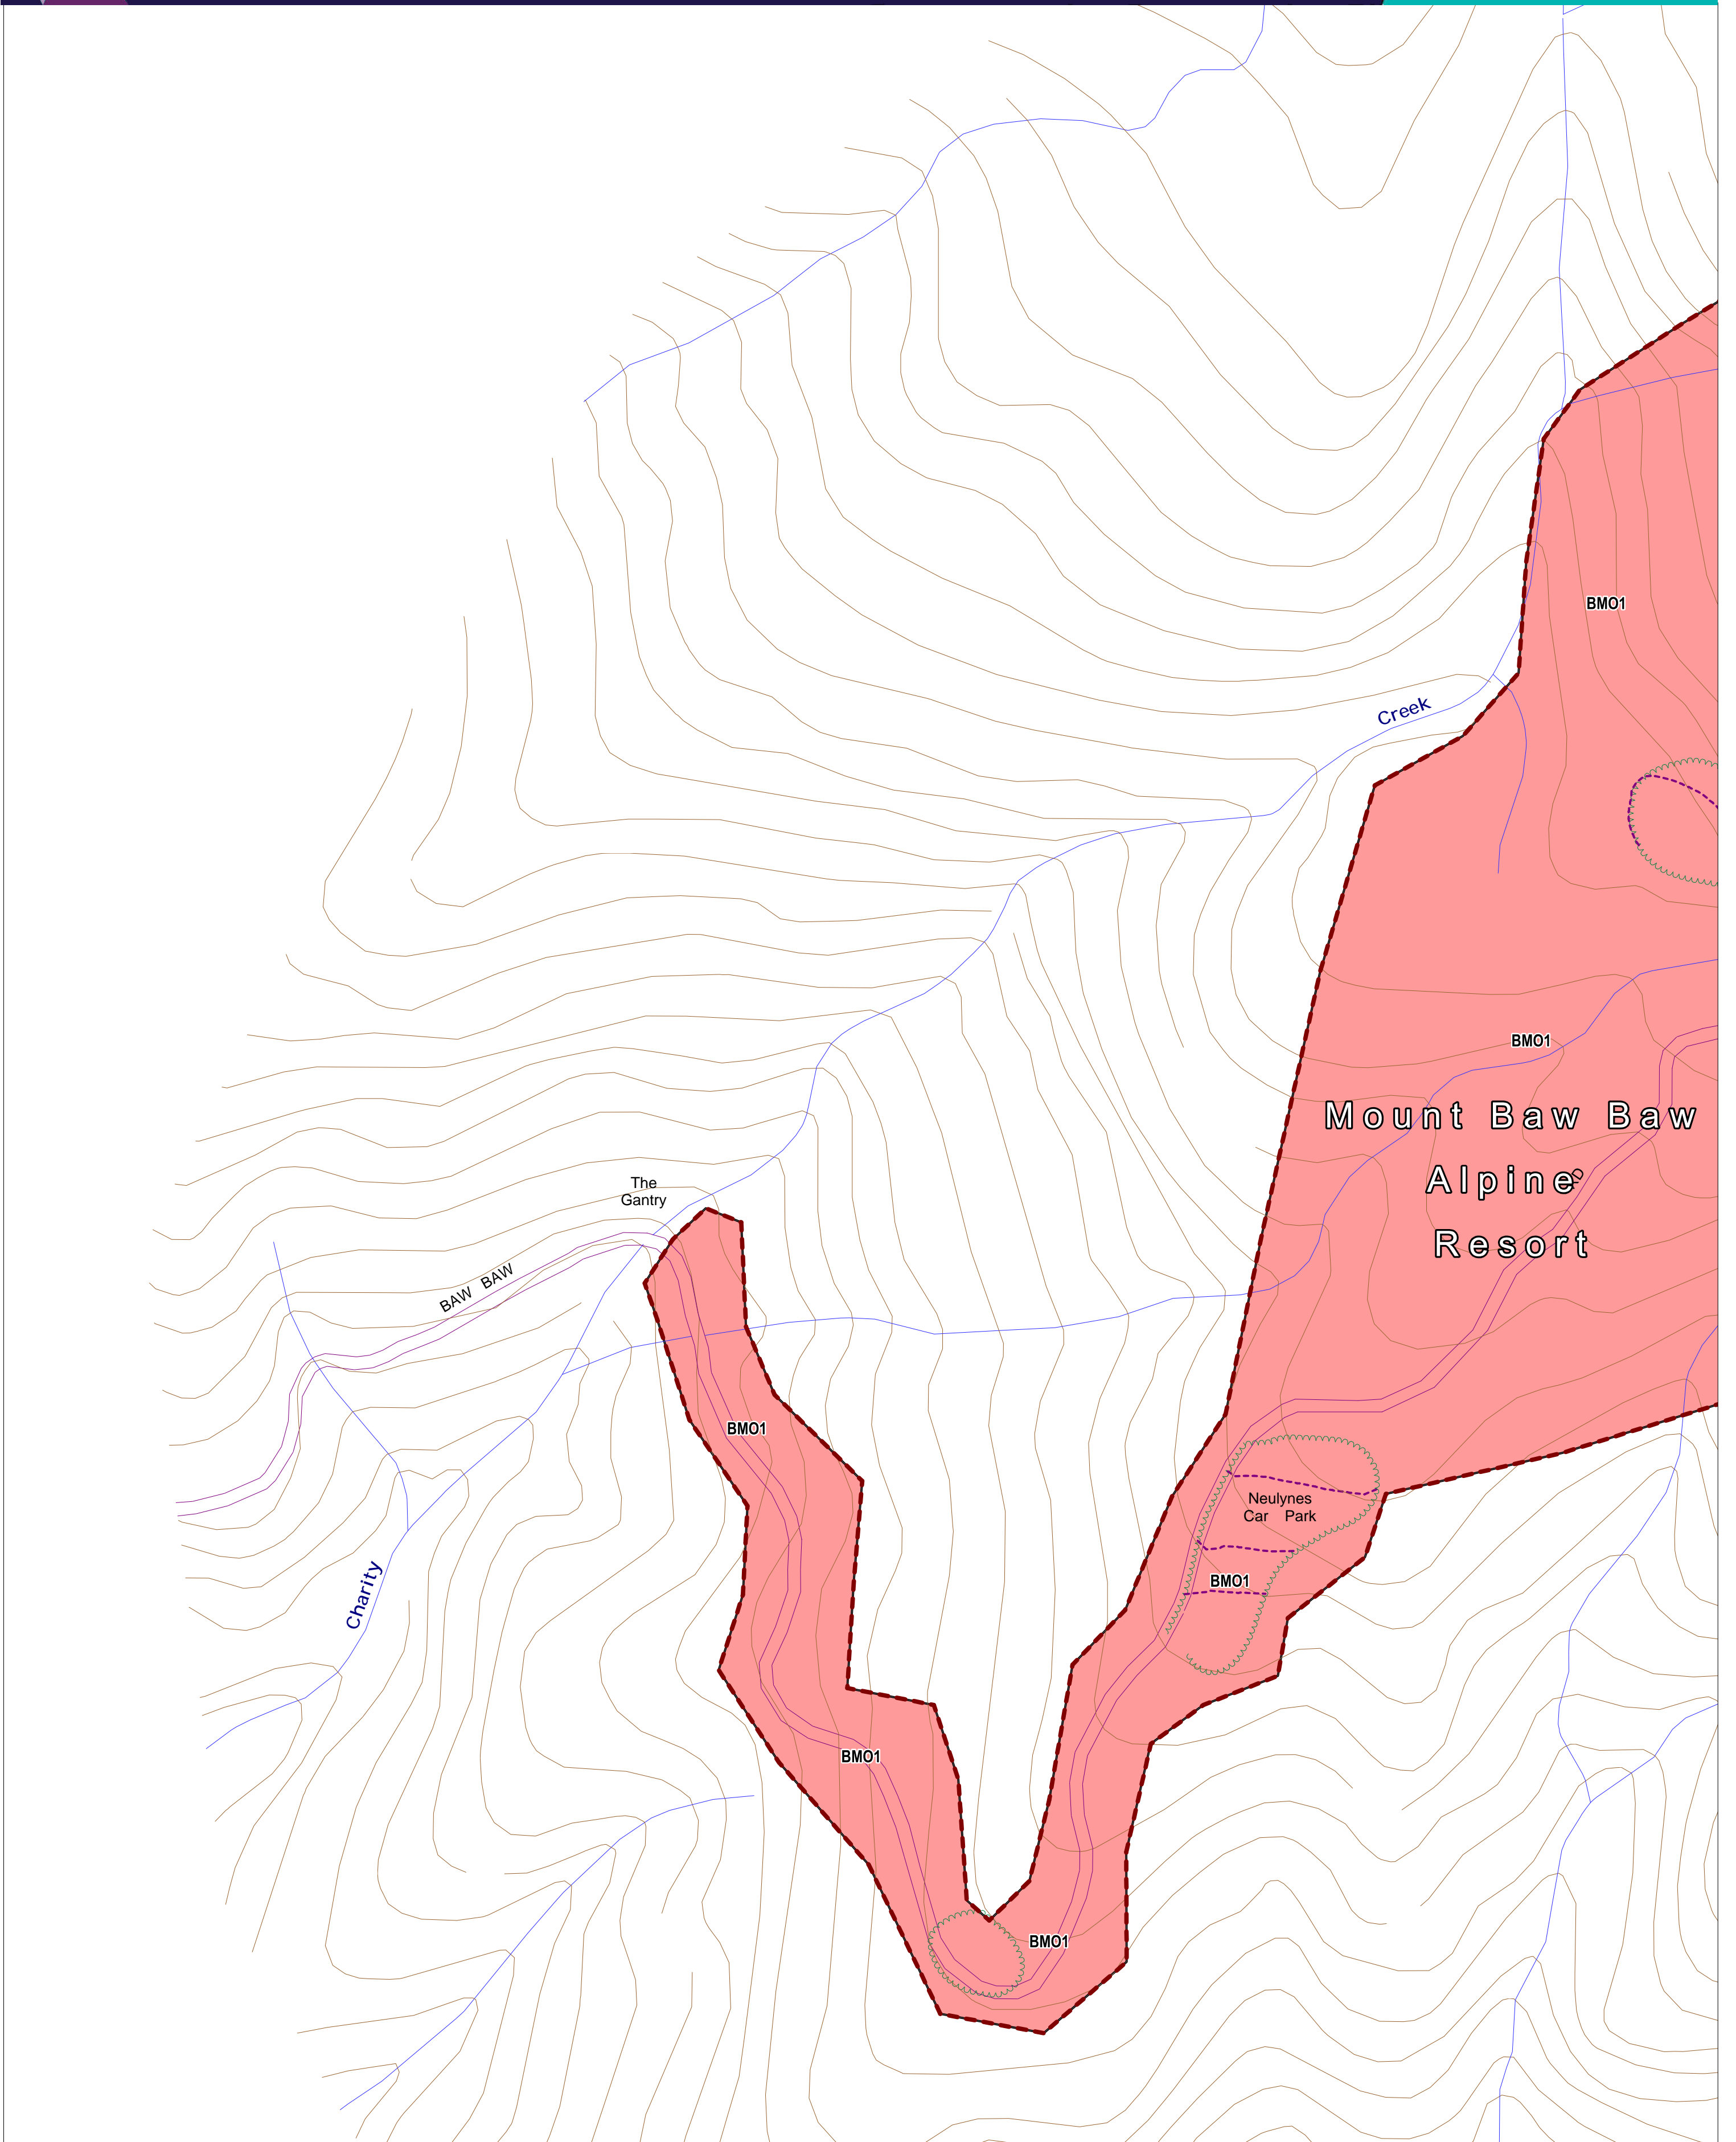 BMO1
Creek
BMO1
Mount Baw Baw
Alpine
Resort
The
Gantry
BAW BAW
BMO1
Neulynes
Car Park
BMO1
Charity
BMO1
BMO1